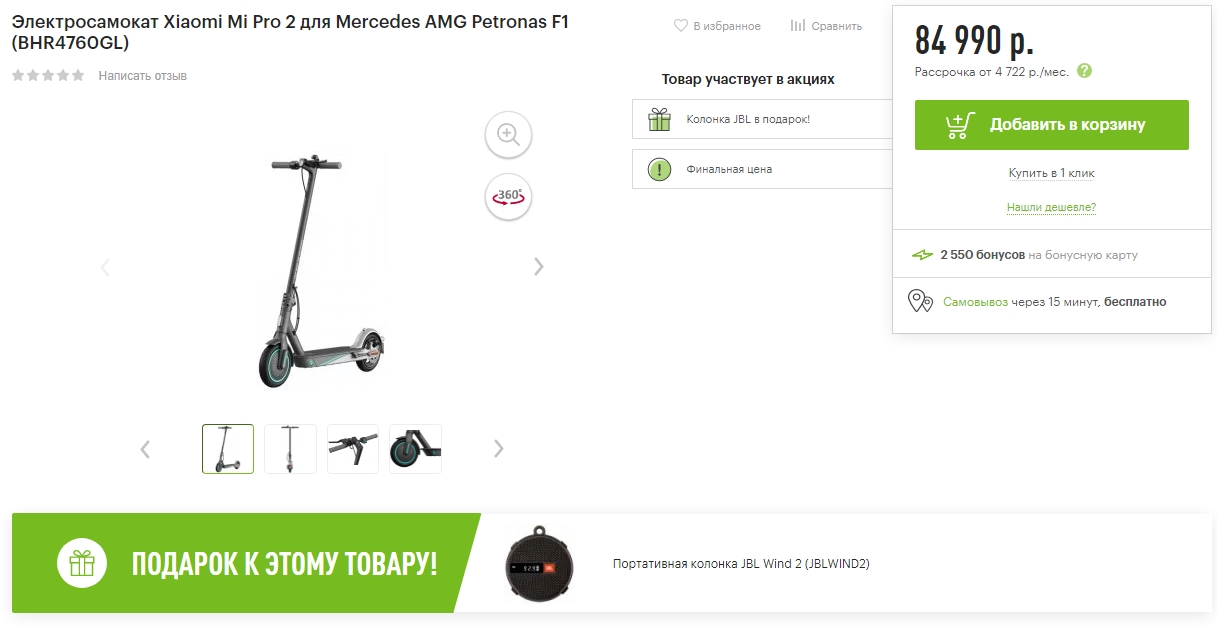 Электросамокат Xiaomi Mi Pro 2 для Mercedes AMG Petronas F1
(BHR4760GL)
Написать отзыв
В избранное
Сравнить
Товар участвует в акциях
Колонка JBL в подарок!
Финальная цена
84 990 р.
Рассрочка от 4 722 р./мес. ?
Добавить в корзину
Купить в 1 клик
Нашли дешевле?
2 550 бонусов на бонусную карту
Самовывоз через 15 минут, бесплатно
360°
ПОДАРОК К ЭТОМУ ТОВАРУ!
JBL
Портативная колонка JBL Wind 2 (JBLWIND2)